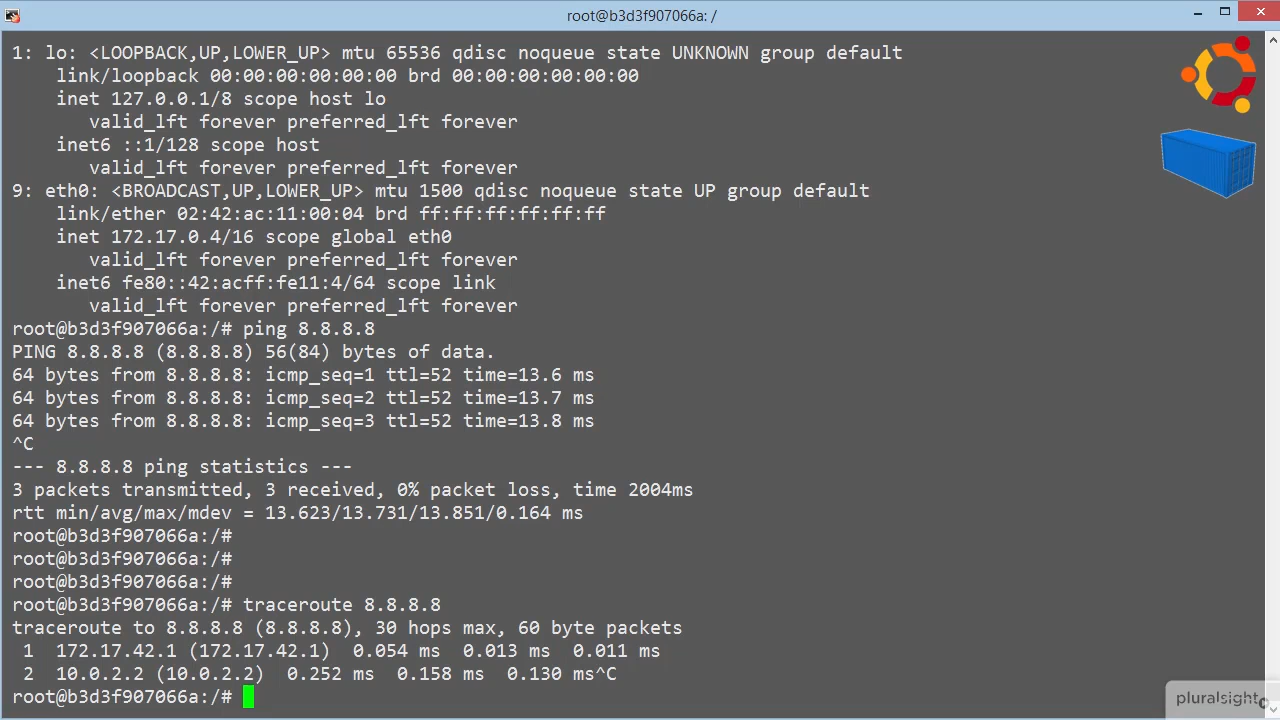 root@b3d3f907066a: /
1: lo: <LOOPBACK,UP,LOWER_UP> mtu 65536 qdisc noqueue state UNKNOWN group default
    link/loopback 00:00:00:00:00:00 brd 00:00:00:00:00:00
    inet 127.0.0.1/8 scope host lo
       valid_lft forever preferred_lft forever
    inet6 ::1/128 scope host
       valid_lft forever preferred_lft forever
9: eth0: <BROADCAST,UP,LOWER_UP> mtu 1500 qdisc noqueue state UP group default
    link/ether 02:42:ac:11:00:04 brd ff:ff:ff:ff:ff:ff
    inet 172.17.0.4/16 scope global eth0
       valid_lft forever preferred_lft forever
    inet6 fe80::42:acff:fe11:4/64 scope link
       valid_lft forever preferred_lft forever
root@b3d3f907066a:/# ping 8.8.8.8
PING 8.8.8.8 (8.8.8.8) 56(84) bytes of data.
64 bytes from 8.8.8.8: icmp_seq=1 ttl=52 time=13.6 ms
64 bytes from 8.8.8.8: icmp_seq=2 ttl=52 time=13.7 ms
64 bytes from 8.8.8.8: icmp_seq=3 ttl=52 time=13.8 ms
^C
--- 8.8.8.8 ping statistics ---
3 packets transmitted, 3 received, 0% packet loss, time 2004ms
rtt min/avg/max/mdev = 13.623/13.731/13.851/0.164 ms
root@b3d3f907066a:/#
root@b3d3f907066a:/#
root@b3d3f907066a:/#
root@b3d3f907066a:/# traceroute 8.8.8.8
traceroute to 8.8.8.8 (8.8.8.8), 30 hops max, 60 byte packets
 1  172.17.42.1 (172.17.42.1)  0.054 ms  0.013 ms  0.011 ms
 2  10.0.2.2 (10.0.2.2)  0.252 ms  0.158 ms  0.130 ms^C
root@b3d3f907066a:/#
pluralsight